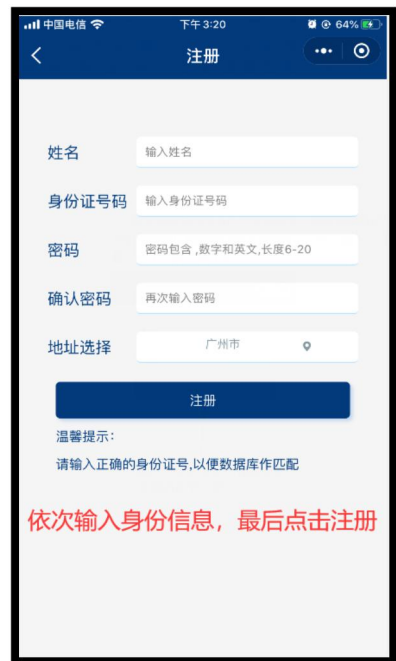 中国电信 下午3:20 64%
注册
姓名 输入姓名
身份证号码 输入身份证号码
密码 密码包含,数字和英文,长度6-20
确认密码 再次输入密码
地址选择 广州市
注册
温馨提示:
请输入正确的身份证号,以便数据库作匹配
依次输入身份信息，最后点击注册